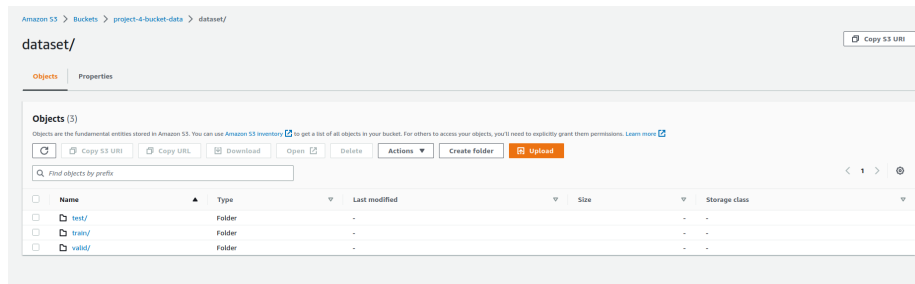 Amazon S3 > Buckets > project-4-bucket-data > dataset/
dataset/
Copy S3 URI
Objects Properties
Objects (3)
Objects are the fundamental entities stored in Amazon S3. You can use Amazon S3 inventory to get a list of all objects in your bucket. For others to access your objects, you'll need to explicitly grant them permissions. Learn more
Copy S3 URI Copy URL Download Open Delete Actions Create folder Upload
Find objects by prefix
< 1 >
Name Type Last modified Size Storage class
test/ Folder - - -
train/ Folder - - -
valid/ Folder - - -